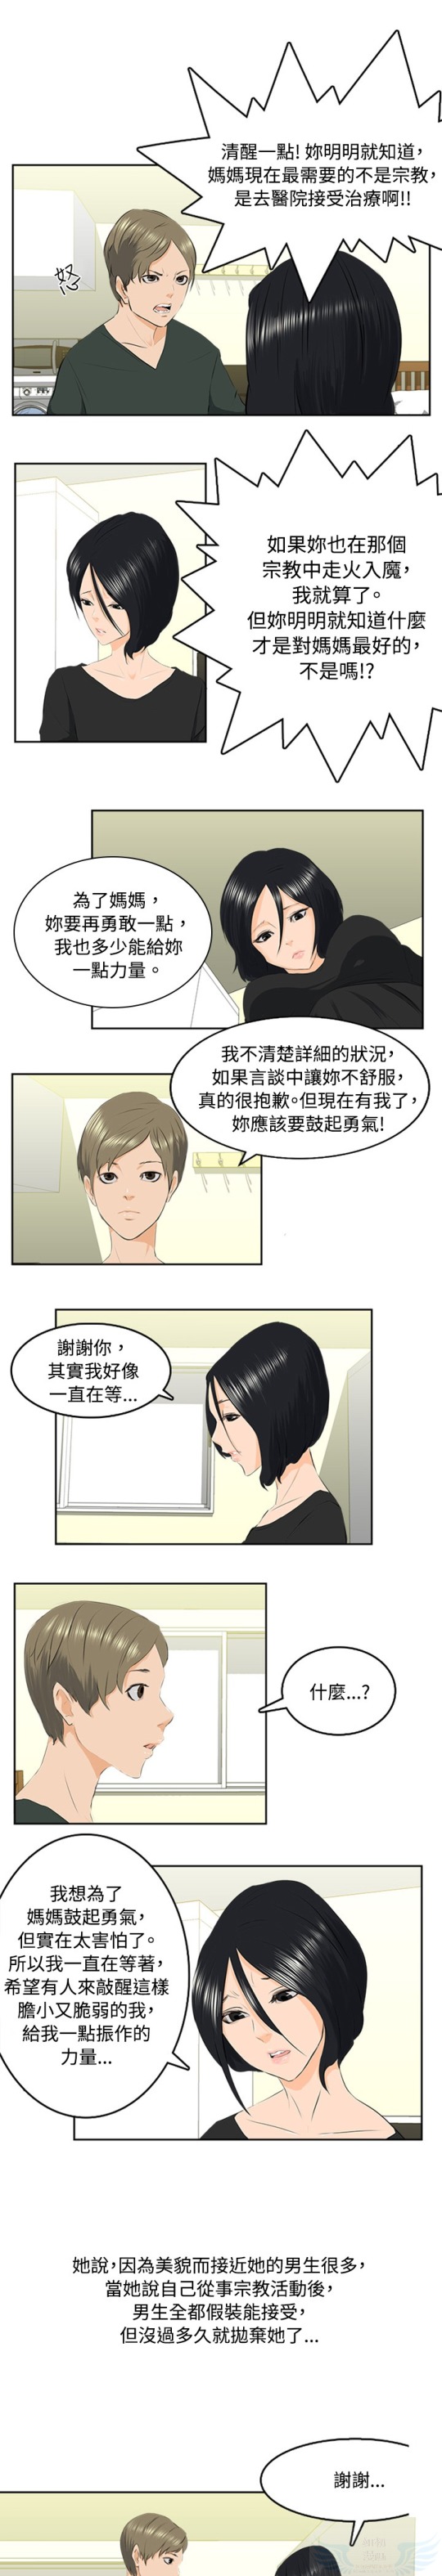 清醒一點! 妳明明就知道,
媽媽現在最需要的不是宗教,
是去醫院接受治療啊!!
怒
如果妳也在那個
宗教中走火入魔,
我就算了。
但妳明明就知道什麼
才是對媽媽最好的,
不是嗎!?
為了媽媽,
妳要再勇敢一點,
我也多少能給妳
一點力量。
我不清楚詳細的狀況,
如果言談中讓妳不舒服,
真的很抱歉。但現在有我了,
妳應該要鼓起勇氣!
謝謝你,
其實我好像
一直在等...
什麼...?
我想為了
媽媽鼓起勇氣,
但實在太害怕了。
所以我一直在等著,
希望有人來敲醒這樣
膽小又脆弱的我,
給我一點振作的
力量...
她說,因為美貌而接近她的男生很多,
當她說自己從事宗教活動後,
男生全都假裝能接受,
但沒過多久就拋棄她了...
謝謝...